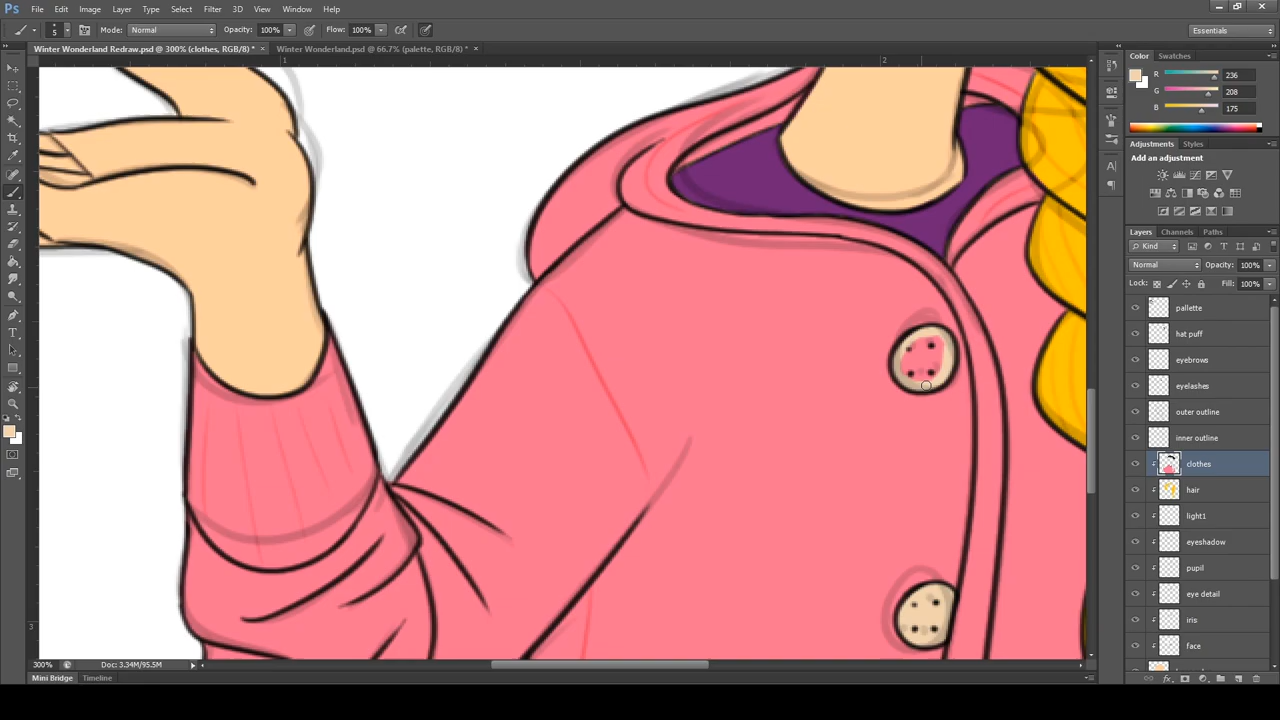 Ps File Edit Image Layer Type Select Filter 3D View Window Help
5 Mode: Normal Opacity: 100% Flow: 100% Essentials
Winter Wonderland Redraw.psd @ 300% (clothes, RGB/8) * × Winter Wonderland.psd @ 66.7% (palette, RGB/8) * ×
1 2
Color Swatches
R 236
G 208
B 175
Adjustments Styles
Add an adjustment
Layers Channels Paths
Kind
Normal Opacity: 100%
Lock: Fill: 100%
pallette
hat puff
eyebrows
eyelashes
outer outline
inner outline
clothes
hair
light1
eyeshadow
pupil
eye detail
iris
face
3
300% Doc: 3.34M/95.5M
Mini Bridge Timeline